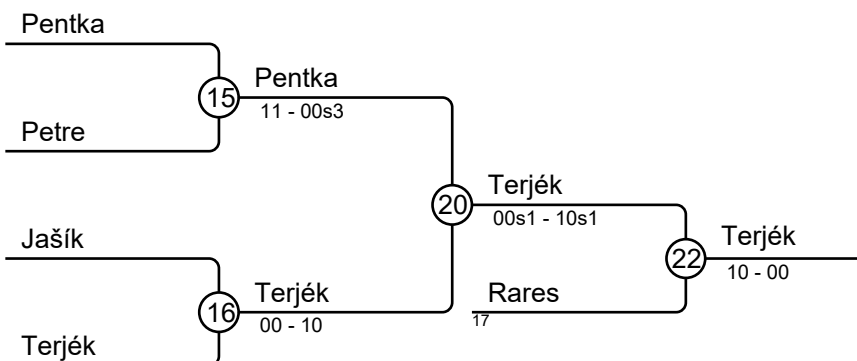 Pentka
15
Pentka
11 - 00s3
Petre
20
Terjék
00s1 - 10s1
Jašík
22
Terjék
10 - 00
16
Terjék
00 - 10
Rares
17
Terjék